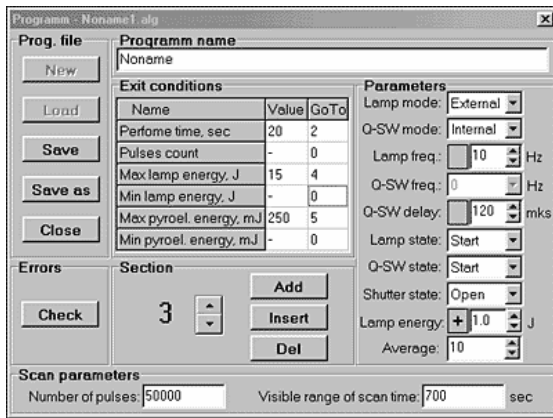 Programm - Noname1.alg
Prog. file
New
Load
Save
Save as
Close
Programm name
Noname
Exit conditions
Name Value GoTo
Perfome time, sec 20 2
Pulses count - 0
Max lamp energy, J 15 4
Min lamp energy, J - 0
Max pyroel. energy, mJ 250 5
Min pyroel. energy, mJ - 0
Parameters
Lamp mode: External
Q-SW mode: Internal
Lamp freq.: 10 Hz
Q-SW freq.: 0 Hz
Q-SW delay: 120 mks
Lamp state: Start
Q-SW state: Start
Shutter state: Open
Lamp energy: + 1.0 J
Average: 10
Errors
Check
Section
3
Add
Insert
Del
Scan parameters
Number of pulses: 50000 Visible range of scan time: 700 sec